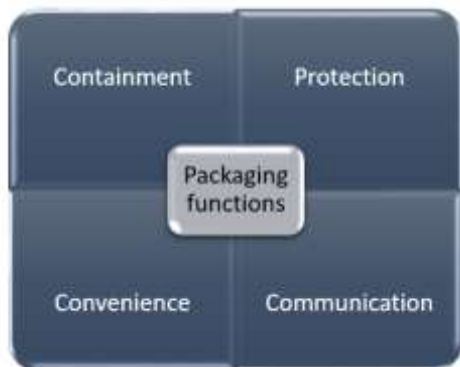 Containment
Protection
Packaging
functions
Convenience
Communication